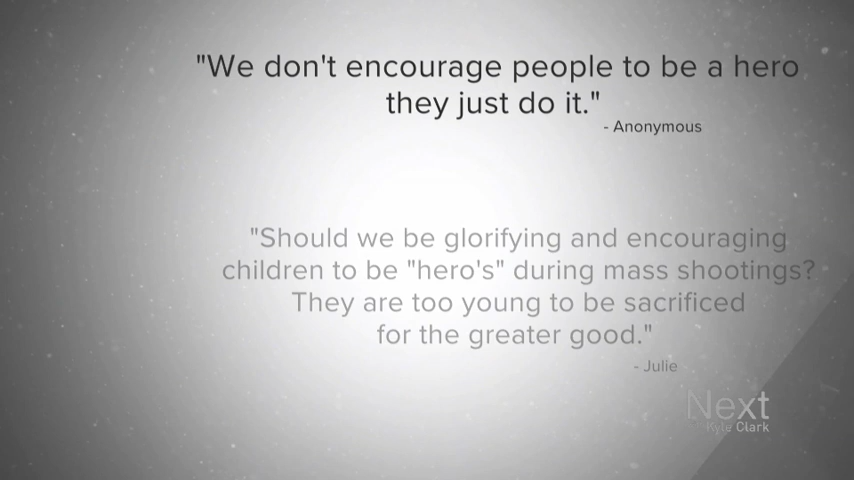 "We don't encourage people to be a hero
they just do it."
- Anonymous
"Should we be glorifying and encouraging
children to be "hero's" during mass shootings?
They are too young to be sacrificed
for the greater good."
- Julie
Next
Kyle Clark